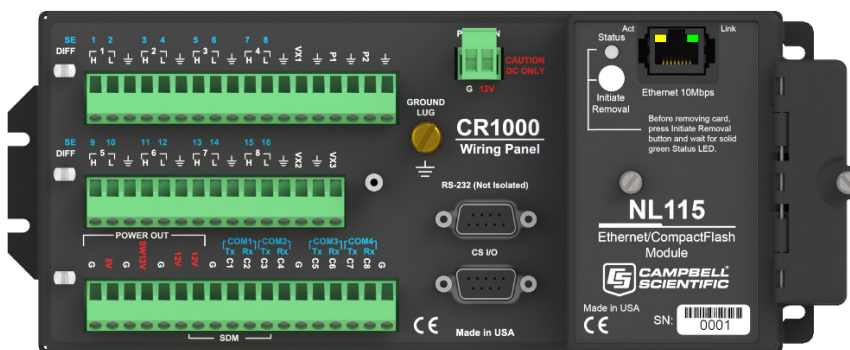 SE 1 2 3 4 5 6 7 8
DIFF H 1 L H 2 L H 3 L H 4 L VX1 P1 P2
G 12V
CAUTION
DC ONLY
GROUND
LUG
CR1000
Wiring Panel
SE 9 10 11 12 13 14 15 16
DIFF H 5 L H 6 L H 7 L H 8 L VX2 VX3
RS-232 (Not Isolated)
POWER OUT
COM1 COM2 COM3 COM4
Tx Rx Tx Rx Tx Rx Tx Rx
G 5V G SW12V G 12V 12V G C1 C2 C3 C4 G C5 C6 C7 C8 G
CS I/O
SDM
CE
Made in USA
Status
Act
Link
Initiate
Removal
Ethernet 10Mbps
Before removing card,
press Initiate Removal
button and wait for solid
green Status LED.
NL115
Ethernet/CompactFlash
Module
CS CAMPBELL
SCIENTIFIC
Made in USA
CE
SN: 0001